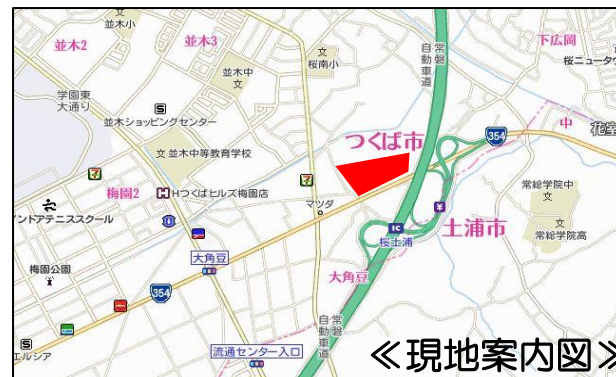 並木小
並木2
並木3
桜南小
並木中
下広岡
桜ニュータウ
常磐
自動車道
学園東
大通り
並木ショッピングセンター
並木中等教育学校
つくば市
354
中
花室
梅園2
Hつくばヒルズ梅園店
マツダ
常総学院中
インドアテニススクール
IC
桜土浦
土浦市
常総学院高
大角豆
大角豆
梅園公園
354
エルシア
流通センター入口
常磐
自動車道
≪現地案内図≫